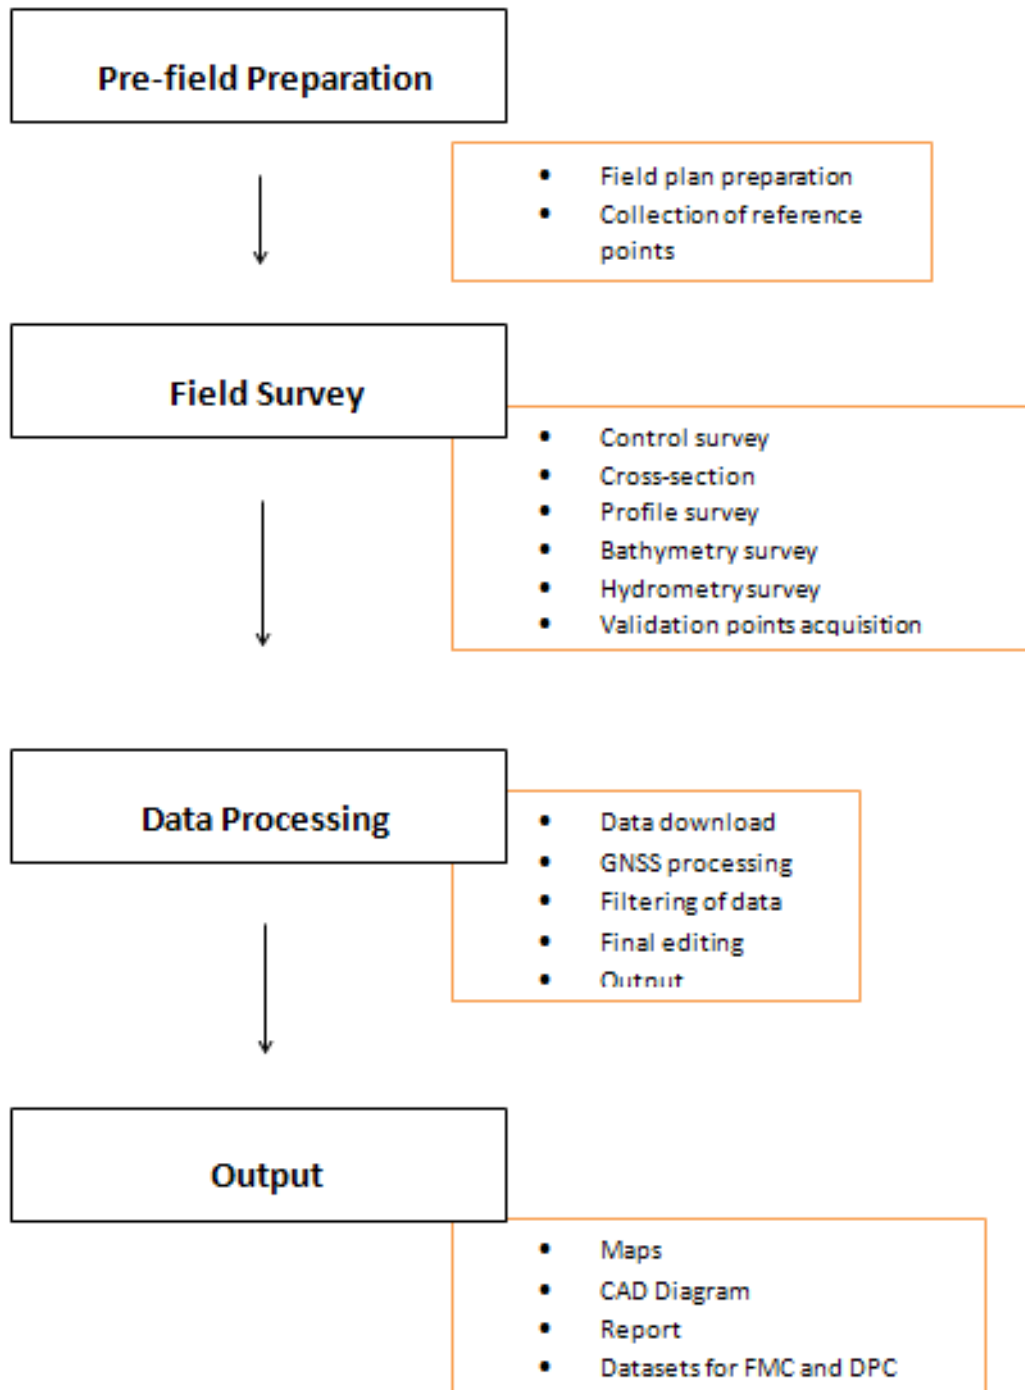 Pre-field Preparation
• Field plan preparation
• Collection of reference
points
Field Survey
• Control survey
• Cross-section
• Profile survey
• Bathymetry survey
• Hydrometry survey
• Validation points acquisition
Data Processing
• Data download
• GNSS processing
• Filtering of data
• Final editing
• Output
Output
• Maps
• CAD Diagram
• Report
• Datasets for FMC and DPC